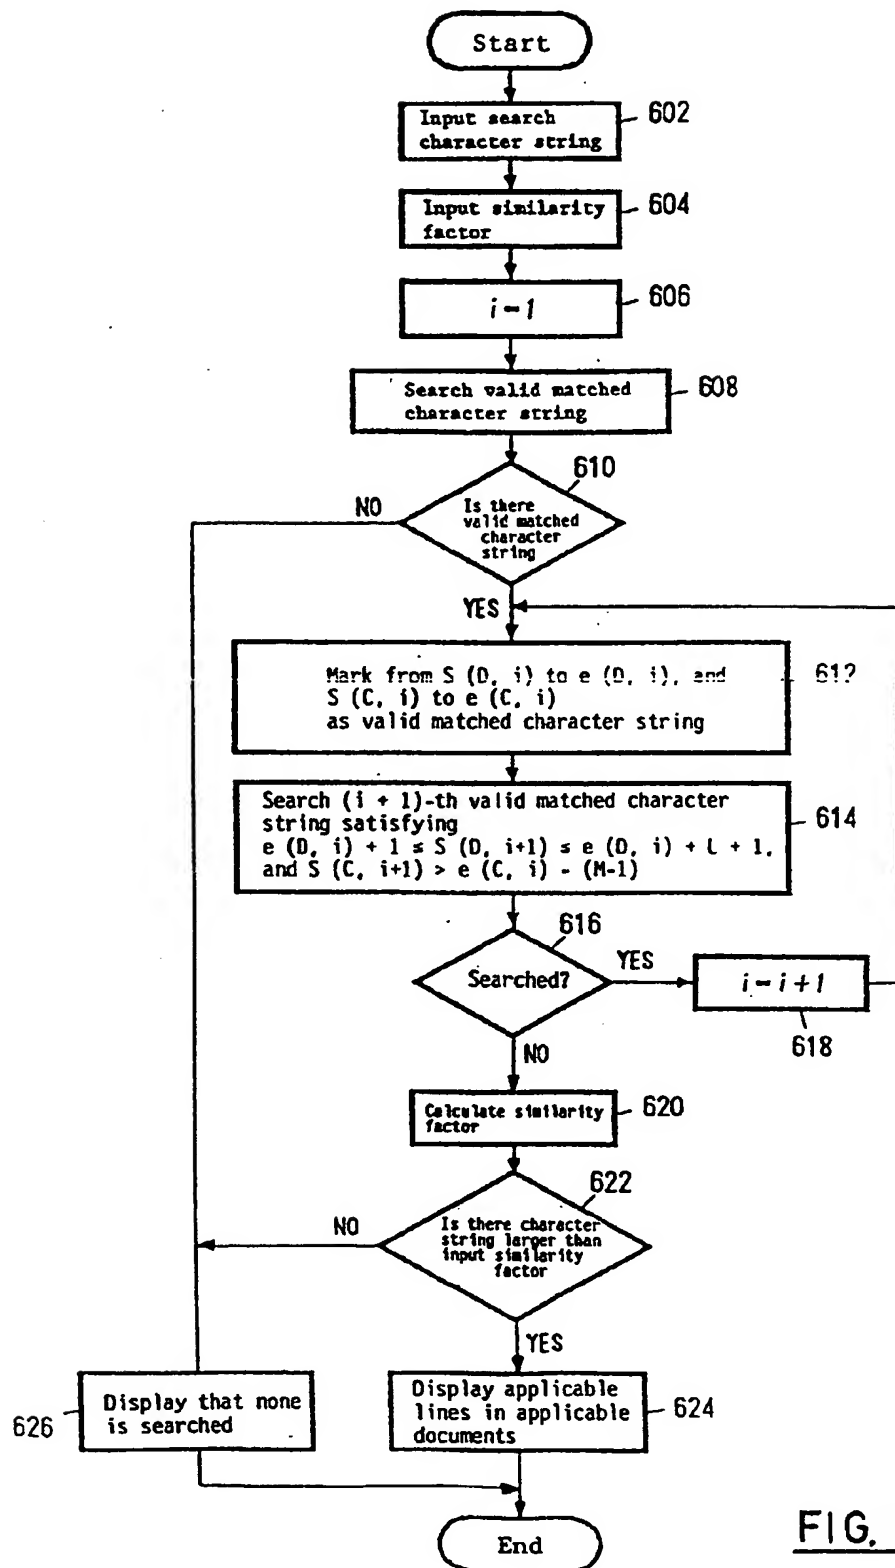 Start
Input search
character string
602
Input similarity
factor
604
i = 1
606
Search valid matched
character string
608
610
Is there
valid matched
character
string
NO
YES
Mark from S (D, i) to e (D, i), and
S (C, i) to e (C, i)
as valid matched character string
612
Search (i + 1)-th valid matched character
string satisfying
e (D, i) + 1 ≤ S (D, i+1) ≤ e (D, i) + L + 1,
and S (C, i+1) > e (C, i) - (M-1)
614
616
Searched?
YES
i = i + 1
618
NO
Calculate similarity
factor
620
622
Is there character
string larger than
input similarity
factor
NO
YES
Display that none
is searched
626
Display applicable
lines in applicable
documents
624
End
FIG.